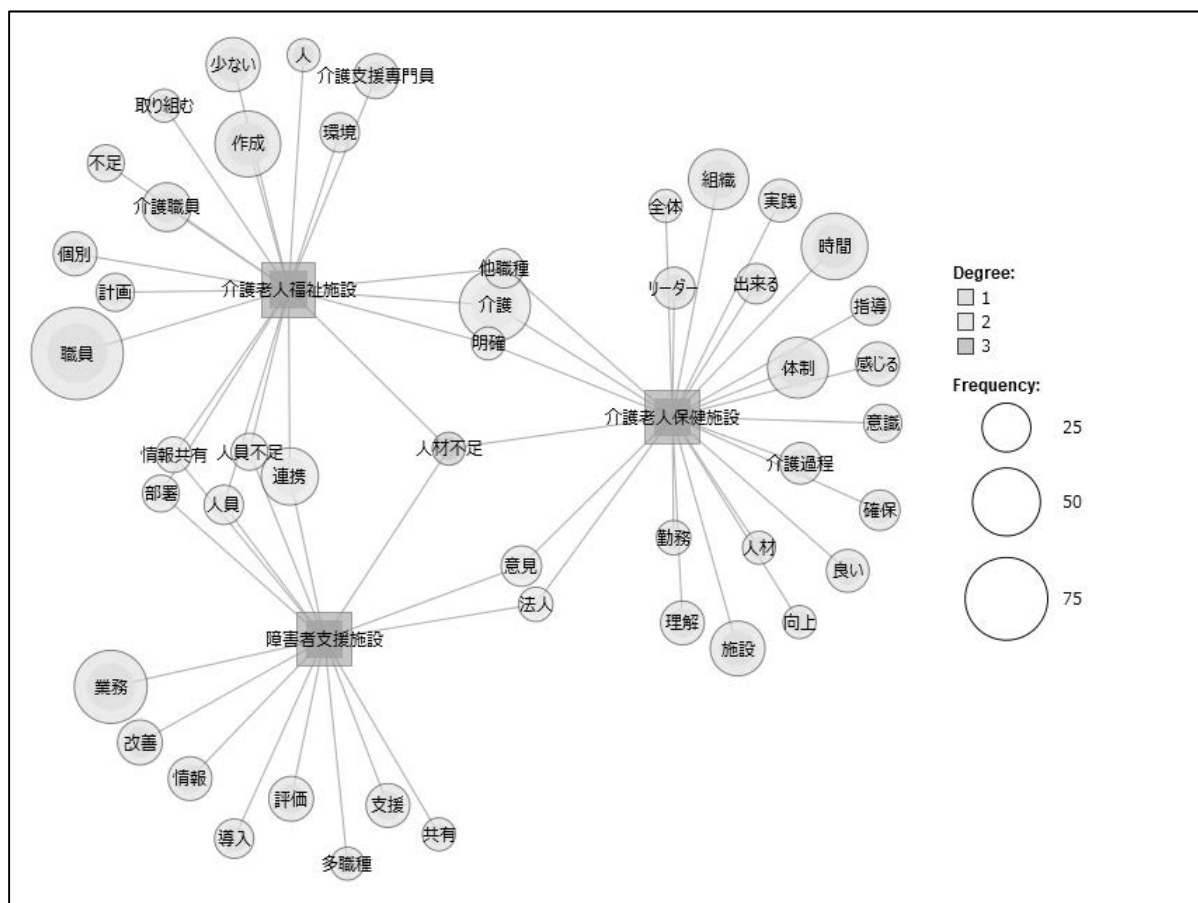 少ない
人
介護支援専門員
取り組む
作成
環境
不足
介護職員
個別
計画
介護老人福祉施設
職員
他職種
介護
明確
全体
組織
実践
時間
リーダー
出来る
指導
体制
感じる
介護老人保健施設
意識
介護過程
確保
勤務
人材
良い
理解
施設
向上
情報共有
人員不足
連携
部署
人員
人材不足
意見
法人
障害者支援施設
業務
改善
情報
評価
支援
導入
多職種
共有
Degree:
1
2
3
Frequency:
25
50
75